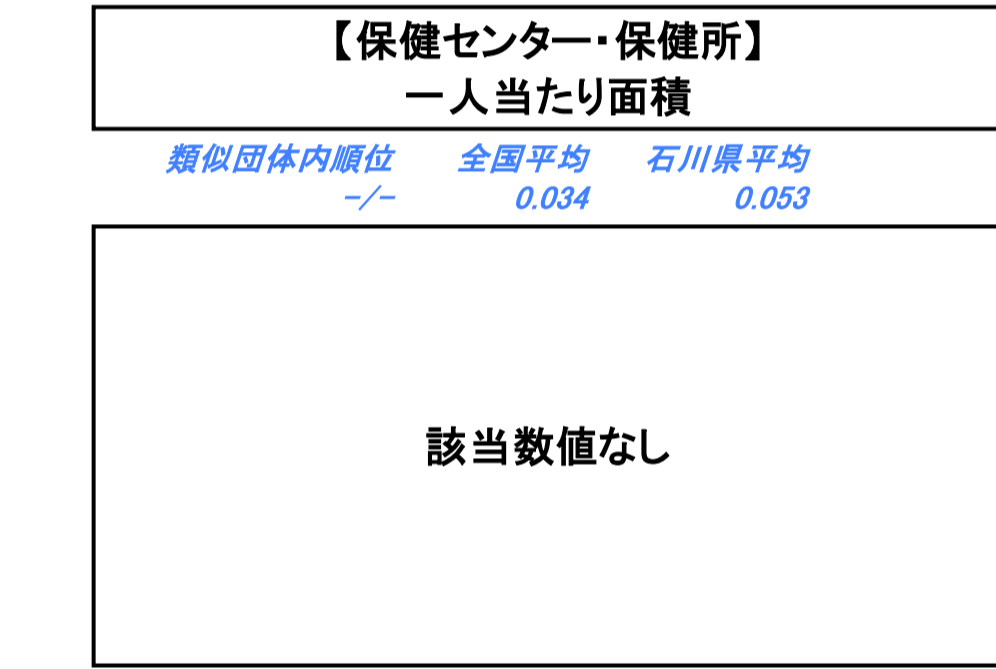 【保健センター・保健所】
一人当たり面積
類似団体内順位 全国平均 石川県平均
-/- 0.034 0.053
該当数値なし